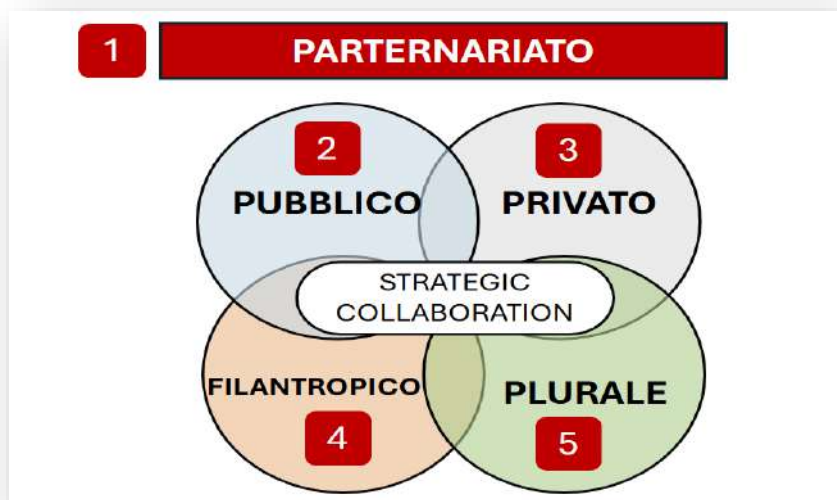 1 PARTERNARIATO
2 3
PUBBLICO PRIVATO
STRATEGIC
COLLABORATION
FILANTROPICO PLURALE
4 5